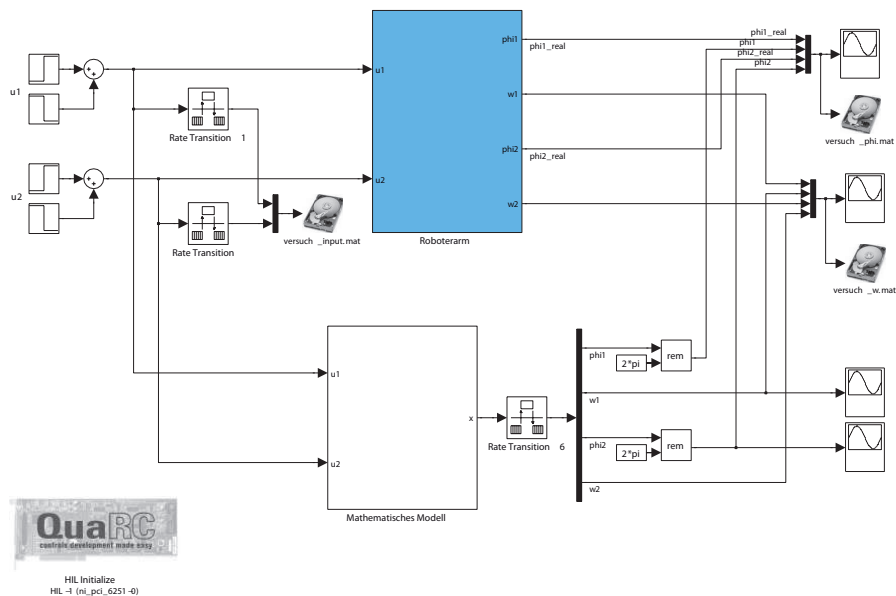 u1
+
+
Rate Transition 1
u2
+
+
Rate Transition
versuch _input.mat
u1
u2
phi1
w1
phi2
w2
Roboterarm
phi1_real
phi2_real
phi1_real
phi1
phi2_real
phi2
versuch _phi.mat
versuch _w.mat
u1
u2
x
Mathematisches Modell
Rate Transition 6
phi1
2*pi
rem
w1
phi2
2*pi
rem
w2
QuaRC
controls development made easy
HIL Initialize
HIL -1 (ni_pci_6251 -0)